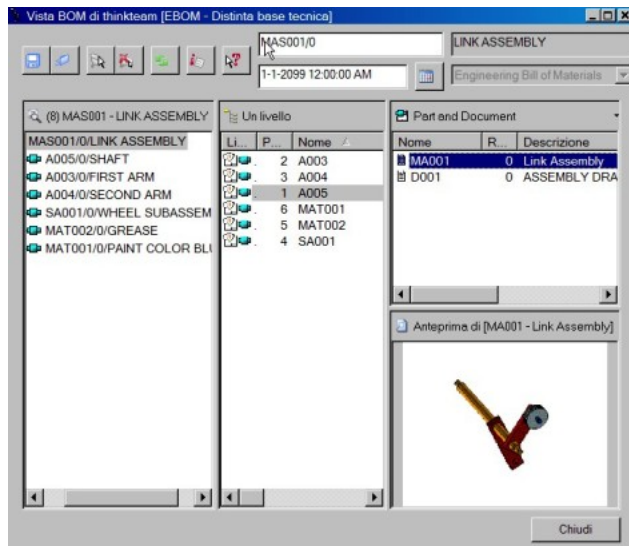 Vista BOM di thinkteam [EBOM - Distinta base tecnica]
MAS001/0
LINK ASSEMBLY
1-1-2099 12:00:00 AM
Engineering Bill of Materials
(8) MAS001 - LINK ASSEMBLY
Un livello
Part and Document
MAS001/0/LINK ASSEMBLY
A005/0/SHAFT
A003/0/FIRST ARM
A004/0/SECOND ARM
SA001/0/WHEEL SUBASSEM
MAT002/0/GREASE
MAT001/0/PAINT COLOR BLU
Li... P... Nome
2 A003
3 A004
1 A005
6 MAT001
5 MAT002
4 SA001
Nome R... Descrizione
MA001 0 Link Assembly
D001 0 ASSEMBLY DRA
Anteprima di [MA001 - Link Assembly]
Chiudi